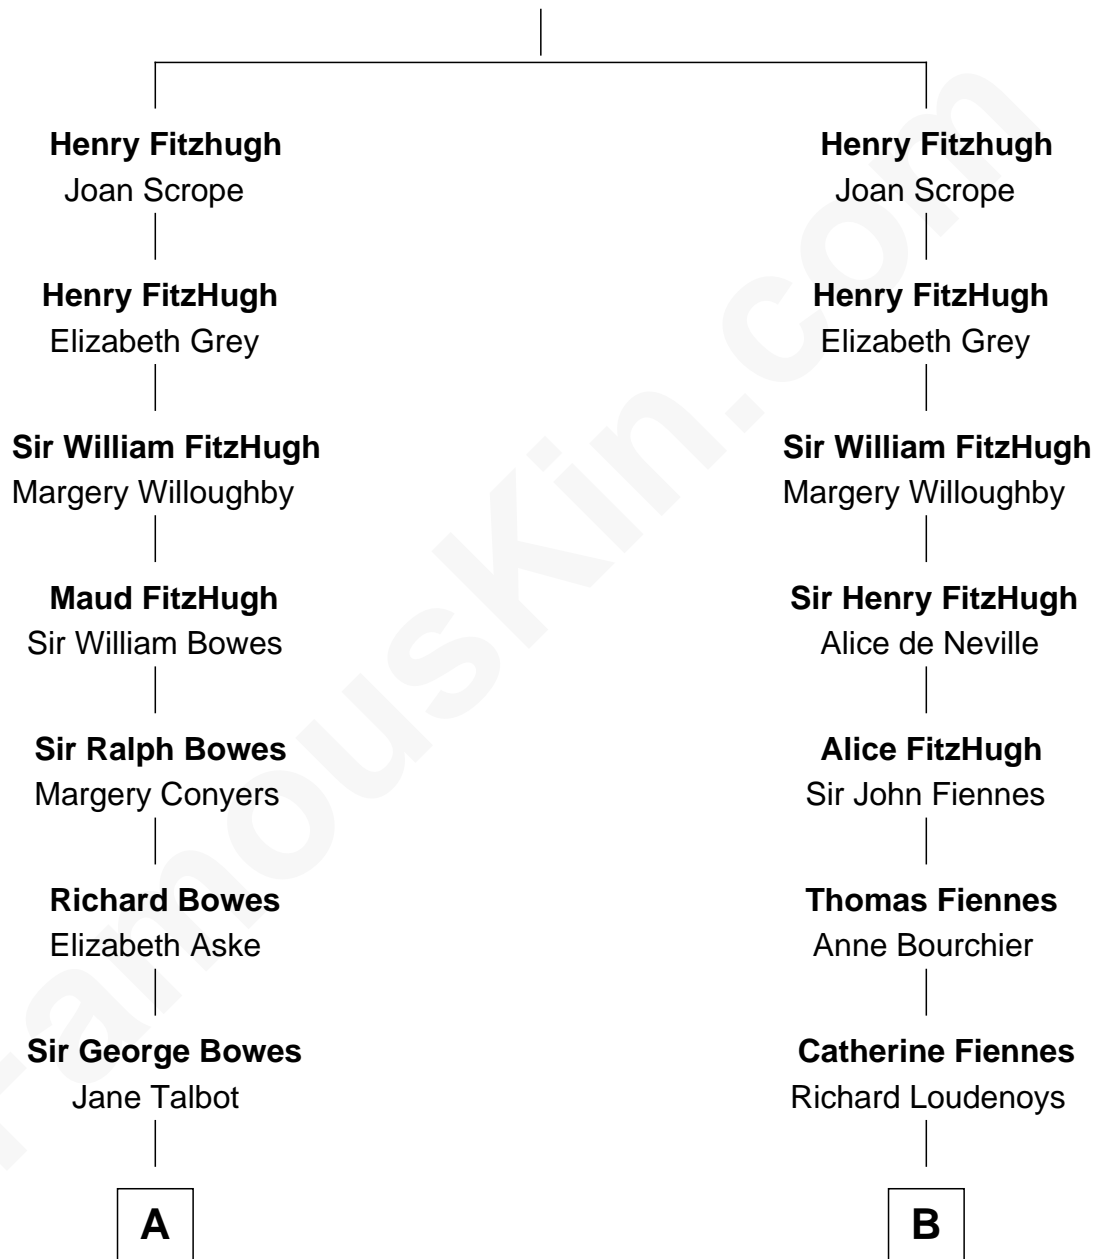 Henry Fitzhugh
Joan Scrope
Henry FitzHugh
Elizabeth Grey
Sir William FitzHugh
Margery Willoughby
Maud FitzHugh
Sir William Bowes
Sir Ralph Bowes
Margery Conyers
Richard Bowes
Elizabeth Aske
Sir George Bowes
Jane Talbot
A
Henry Fitzhugh
Joan Scrope
Henry FitzHugh
Elizabeth Grey
Sir William FitzHugh
Margery Willoughby
Sir Henry FitzHugh
Alice de Neville
Alice FitzHugh
Sir John Fiennes
Thomas Fiennes
Anne Bourchier
Catherine Fiennes
Richard Loudenoys
B
FamousKin.com